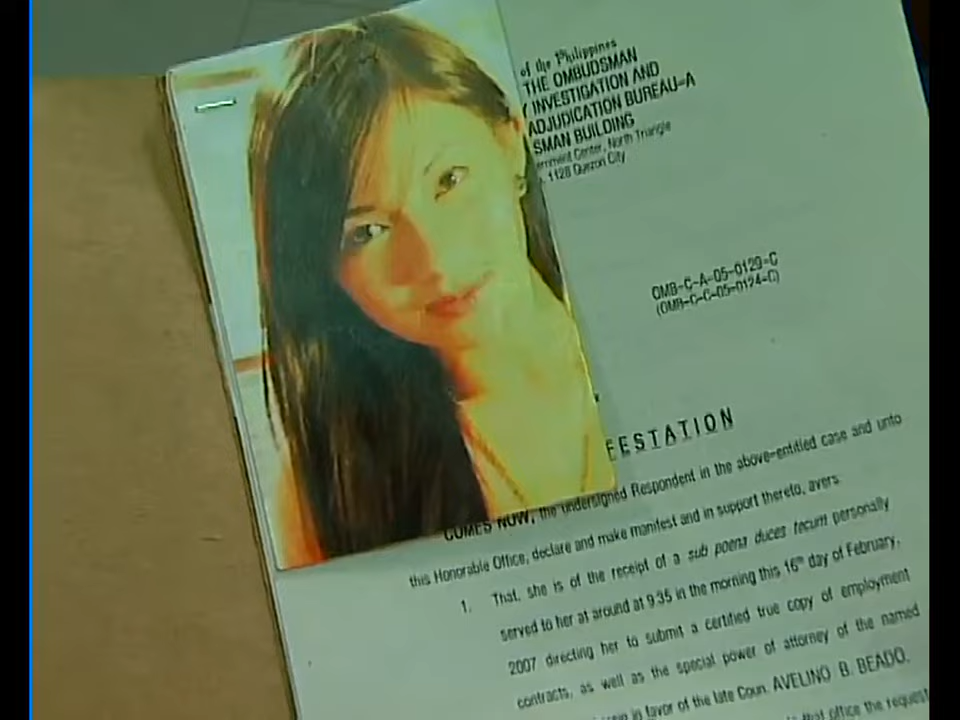 of the Philippines
THE OMBUDSMAN
INVESTIGATION AND
ADJUDICATION BUREAU-A
SMAN BUILDING
ernment Center, North Triangle
1128 Quezon City
OMB-C-A-05-0129-C
(OMB-C-C-05-0124-C)
FESTATION
COMES NOW, the undersigned Respondent in the above-entitled case and unto
this Honorable Office, declare and make manifest and in support thereto, avers:
1. That, she is of the receipt of a sub poena duces tecum personally
served to her at around at 9:35 in the morning this 16th day of February,
2007 directing her to submit a certified true copy of employment
contracts, as well as the special power of attorney of the named
in favor of the late Coun. AVELINO B. BEADO.
that office the request